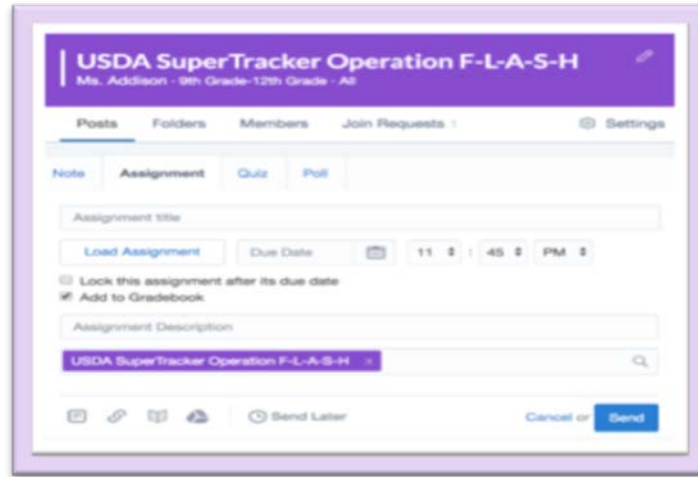 USDA SuperTracker Operation F-L-A-S-H
Ms. Addison - 9th Grade-12th Grade - All
Posts Folders Members Join Requests 1 Settings
Note Assignment Quiz Poll
Assignment title
Load Assignment Due Date 11 : 45 PM
Lock this assignment after its due date
Add to Gradebook
Assignment Description
USDA SuperTracker Operation F-L-A-S-H ×
Send Later Cancel or Send